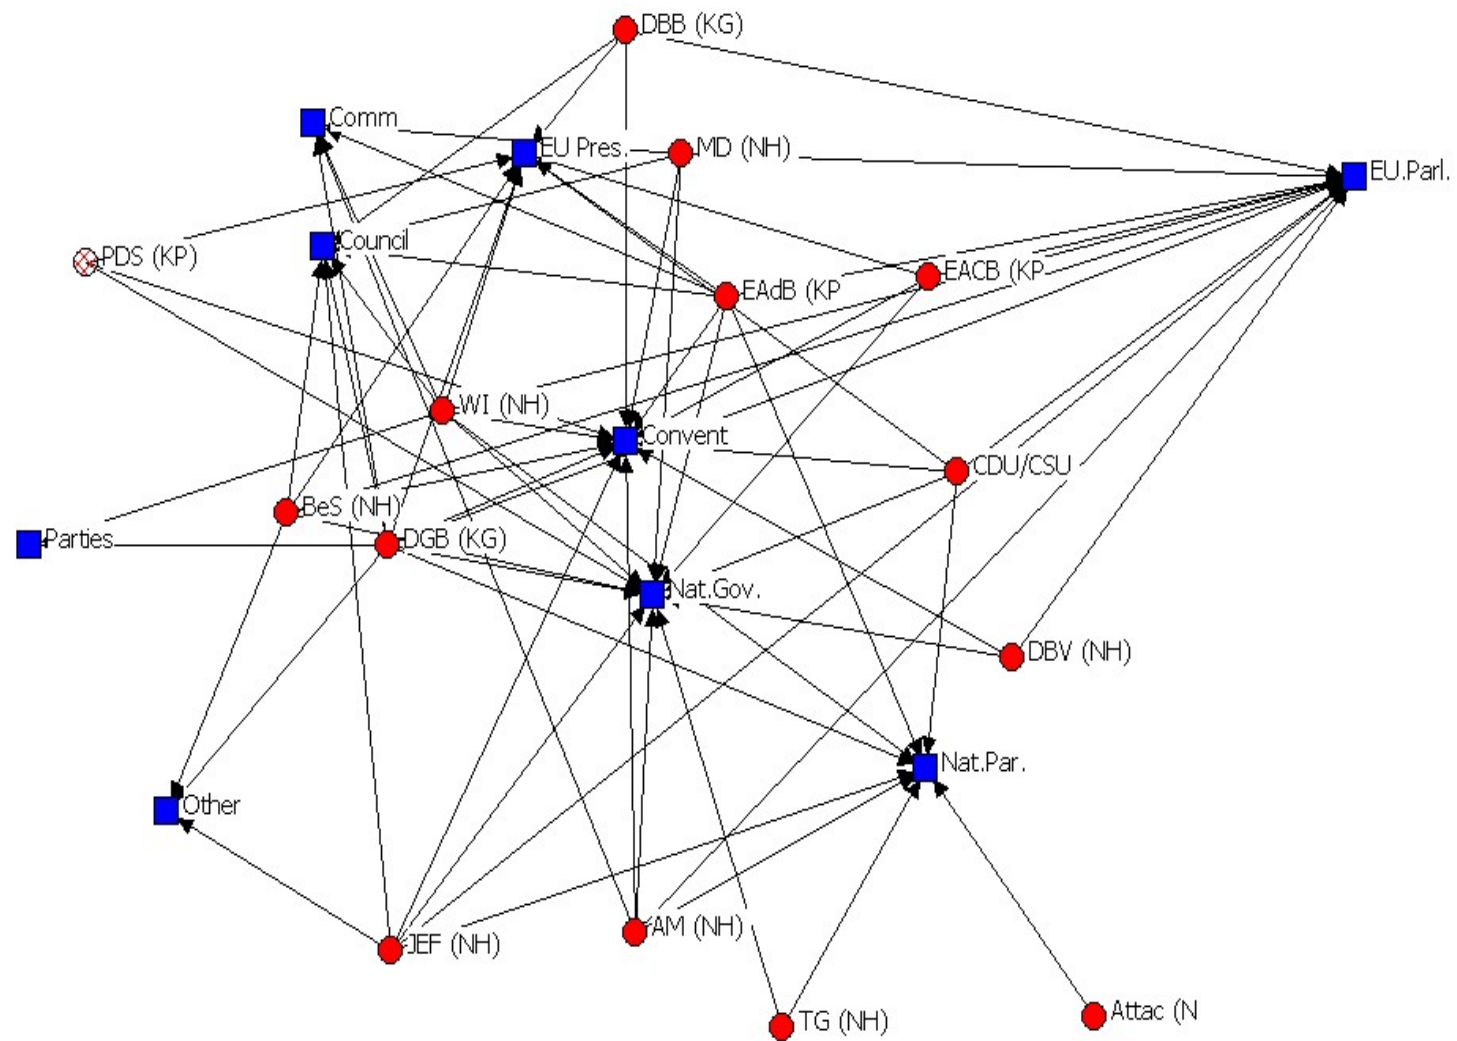 DBB (KG)
Comm
EU Pres.
MD (NH)
EU.Parl.
Council
PDS (KP)
EACB (KP
EAdB (KP
WI (NH)
Convent
CDU/CSU
BeS (NH)
Parties
DGB (KG)
Nat.Gov.
DBV (NH)
Nat.Par.
Other
JEF (NH)
AM (NH)
TG (NH)
Attac (N